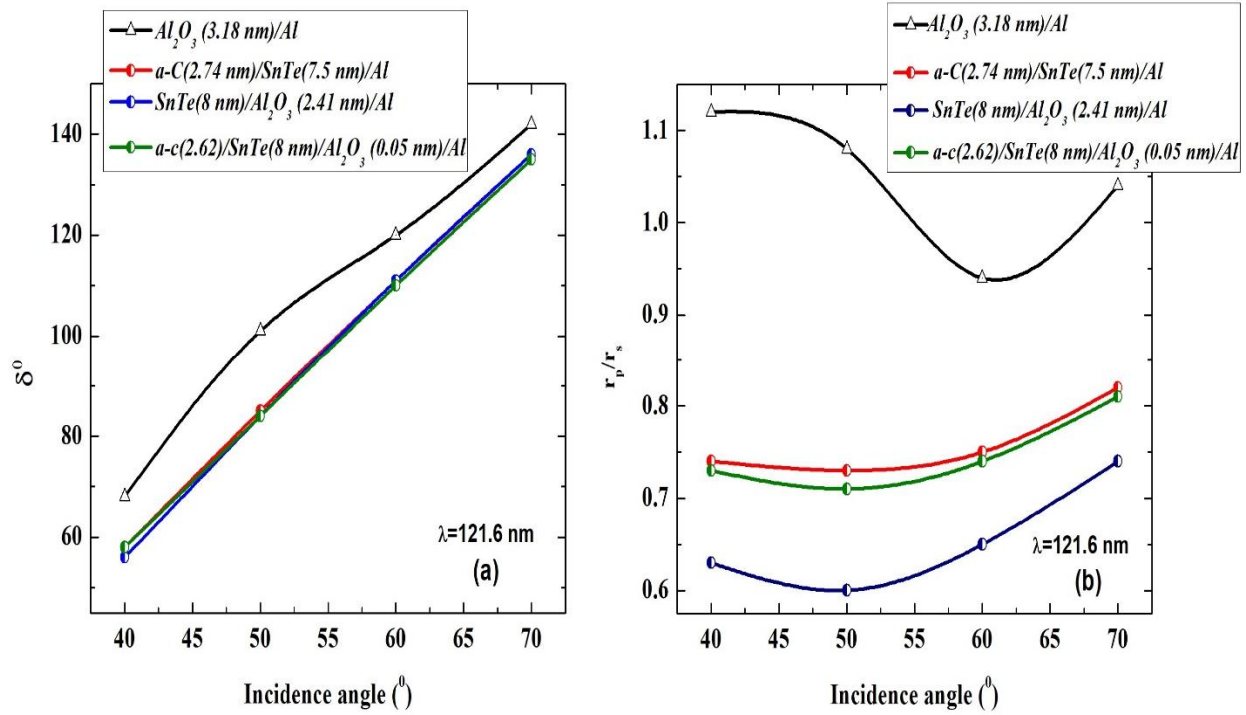 Al₂O₃ (3.18 nm)/Al
a-C(2.74 nm)/SnTe(7.5 nm)/Al
SnTe(8 nm)/Al₂O₃ (2.41 nm)/Al
a-c(2.62)/SnTe(8 nm)/Al₂O₃ (0.05 nm)/Al
140
120
100
80
60
δ⁰
λ=121.6 nm
(a)
40 45 50 55 60 65 70
Incidence angle (⁰)
Al₂O₃ (3.18 nm)/Al
a-C(2.74 nm)/SnTe(7.5 nm)/Al
SnTe(8 nm)/Al₂O₃ (2.41 nm)/Al
a-c(2.62)/SnTe(8 nm)/Al₂O₃ (0.05 nm)/Al
1.1
1.0
0.9
0.8
0.7
0.6
rₚ/rₛ
λ=121.6 nm
(b)
40 45 50 55 60 65 70
Incidence angle (⁰)